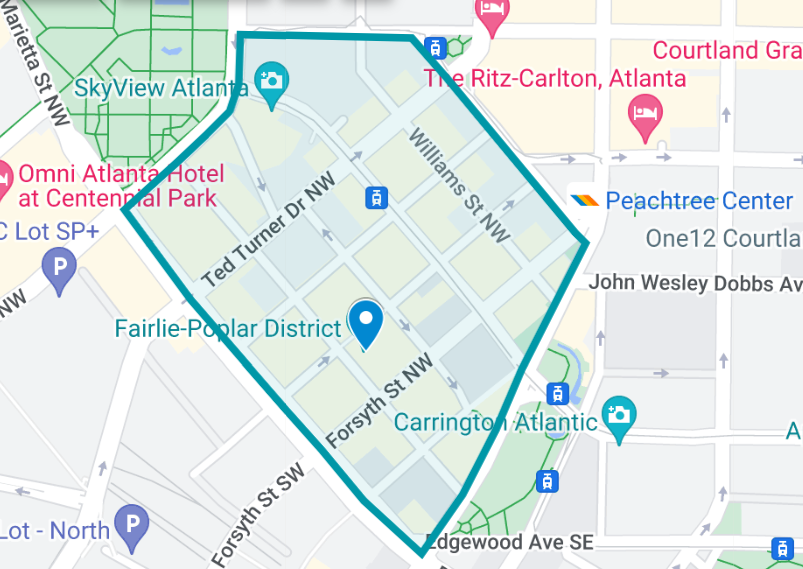 Marietta St NW
SkyView Atlanta
Courtland Gra
The Ritz-Carlton, Atlanta
Omni Atlanta Hotel
at Centennial Park
Williams St NW
Peachtree Center
C Lot SP+
P
One12 Courtla
Ted Turner Dr NW
John Wesley Dobbs Av
NW
Fairlie-Poplar District
Forsyth St NW
Carrington Atlantic
A
Forsyth St SW
Lot - North
P
Edgewood Ave SE